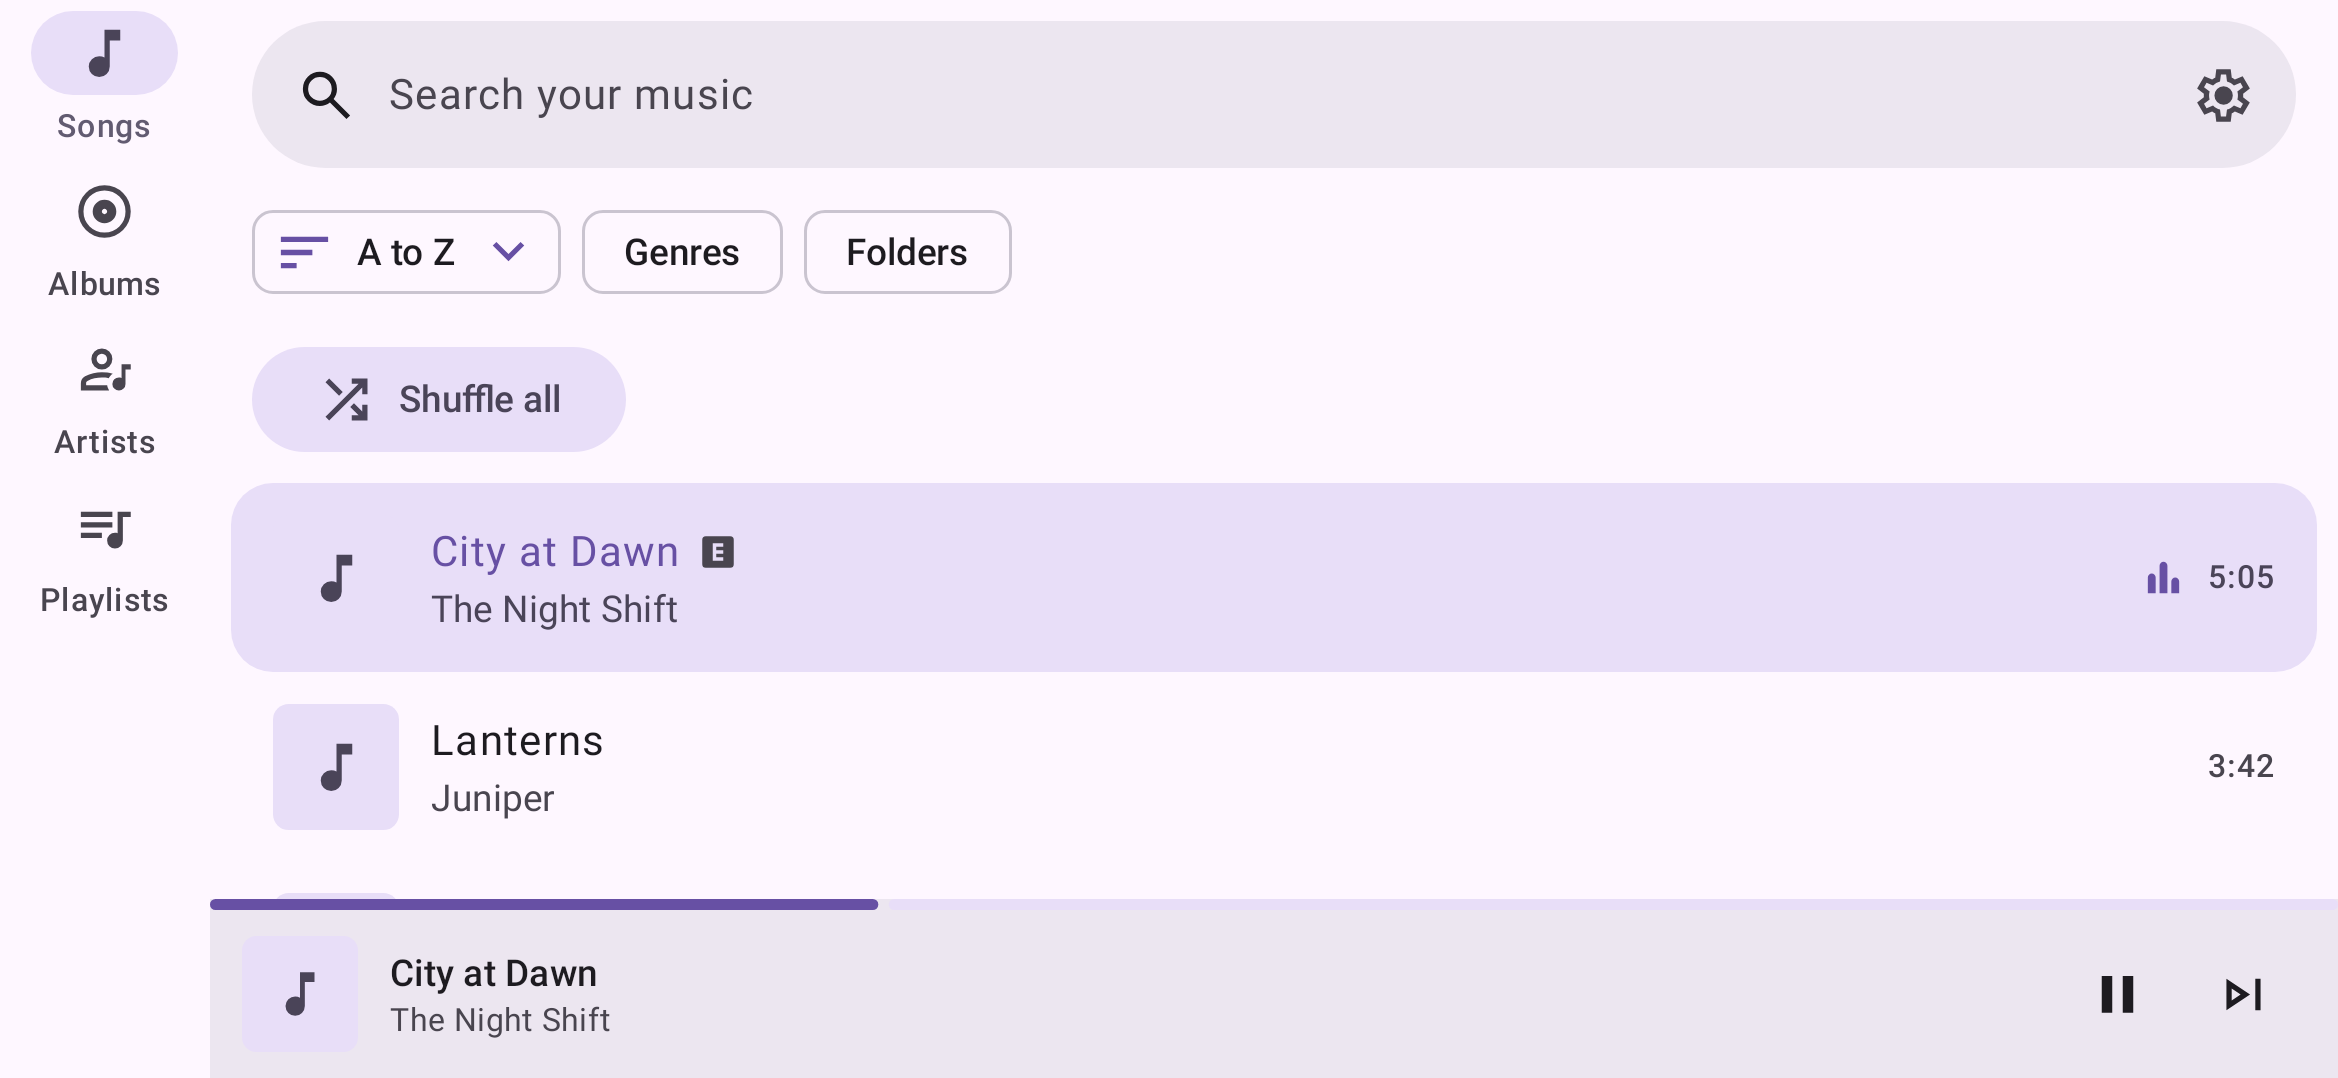 Songs
Albums
Artists
Playlists
Search your music
A to Z
Genres
Folders
Shuffle all
City at Dawn E
The Night Shift
5:05
Lanterns
Juniper
3:42
City at Dawn
The Night Shift